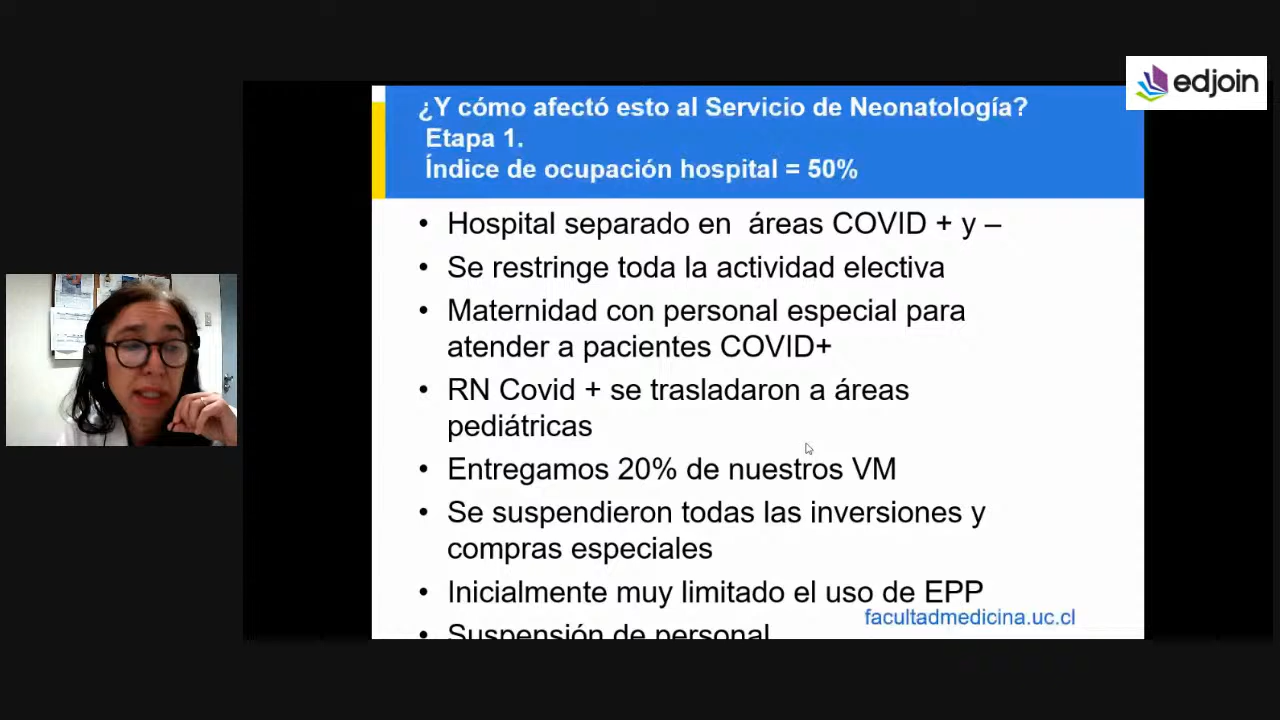 edjoin
¿Y cómo afectó esto al Servicio de Neonatología?
Etapa 1.
Índice de ocupación hospital = 50%
• Hospital separado en áreas COVID + y –
• Se restringe toda la actividad electiva
• Maternidad con personal especial para
atender a pacientes COVID+
• RN Covid + se trasladaron a áreas
pediátricas
• Entregamos 20% de nuestros VM
• Se suspendieron todas las inversiones y
compras especiales
• Inicialmente muy limitado el uso de EPP
facultadmedicina.uc.cl
• Suspensión de personal